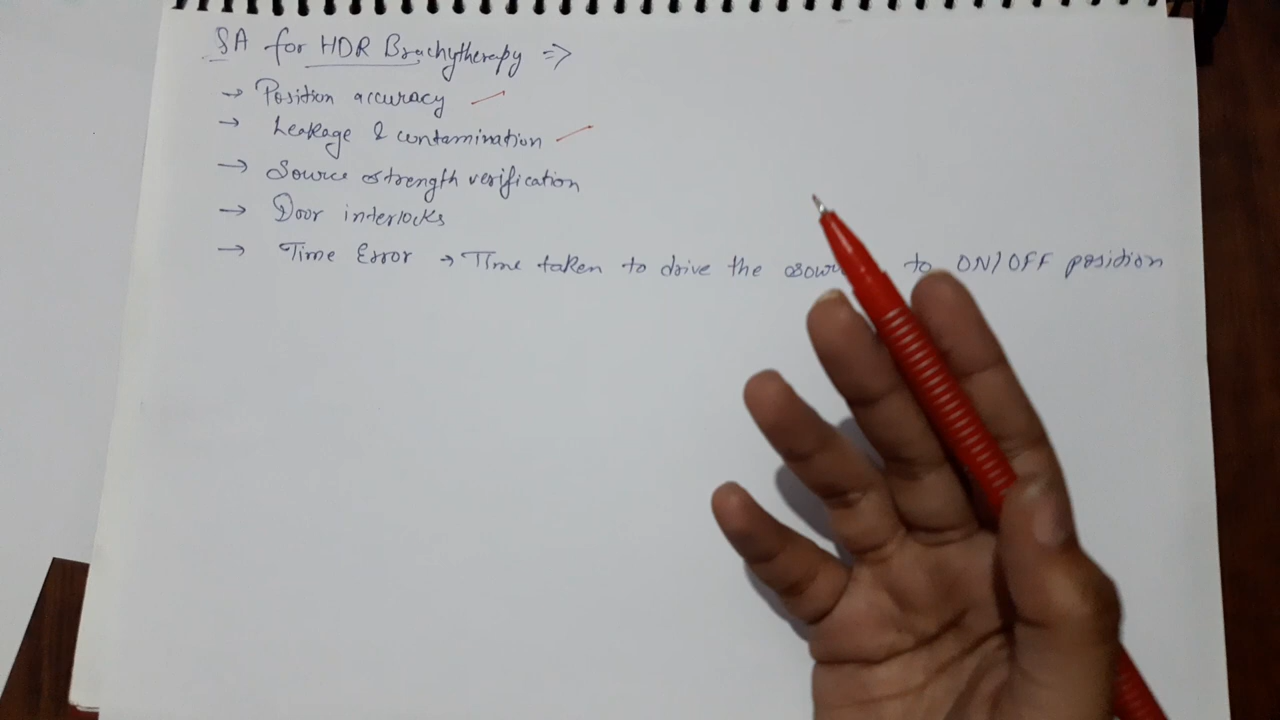 SA for HDR Brachytherapy =>
→ Position accuracy
→ Leakage & contamination
→ Source strength verification
→ Door interlocks
→ Time Error → Time taken to drive the to ON/OFF position